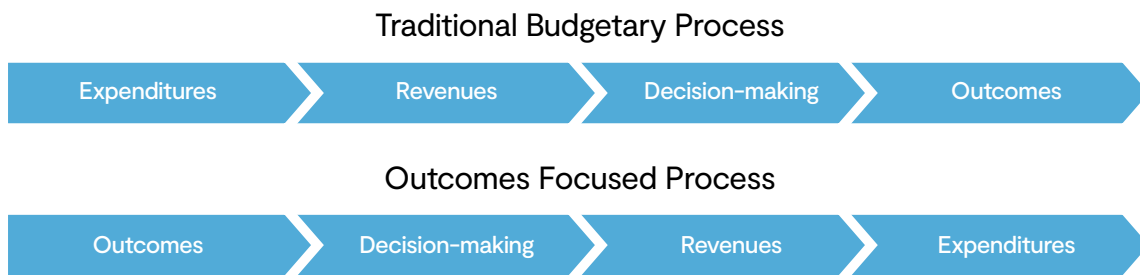 Traditional Budgetary Process
Expenditures Revenues Decision-making Outcomes
Outcomes Focused Process
Outcomes Decision-making Revenues Expenditures